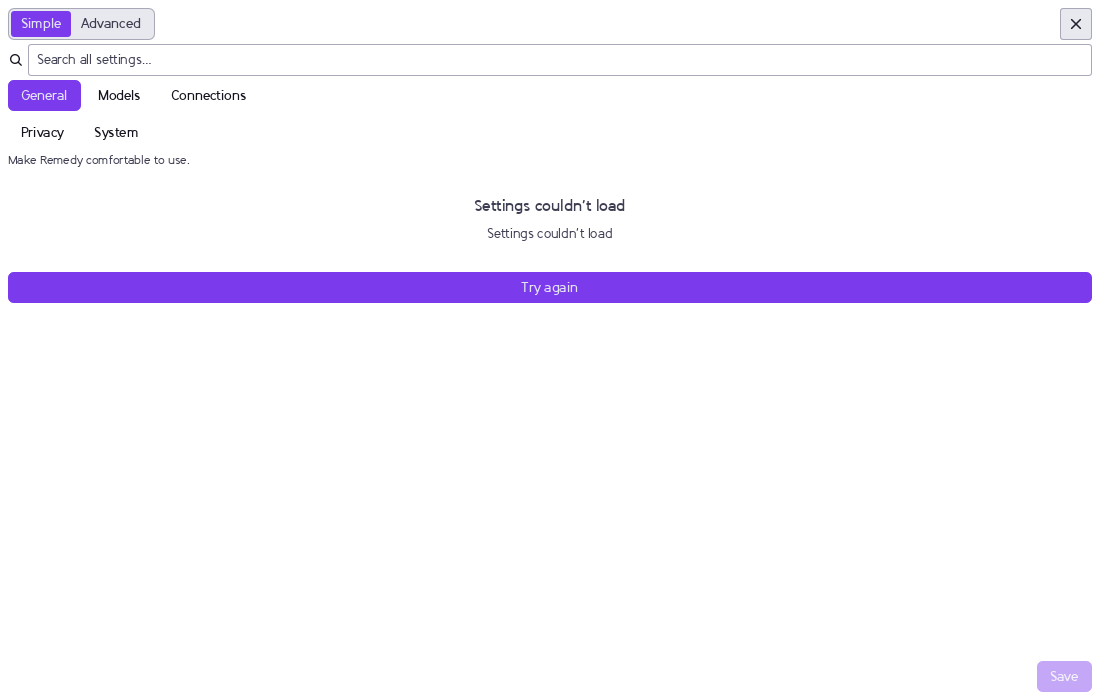 Simple Advanced
Search all settings...
General Models Connections
Privacy System
Make Remedy comfortable to use.
Settings couldn't load
Settings couldn't load
Try again
Save